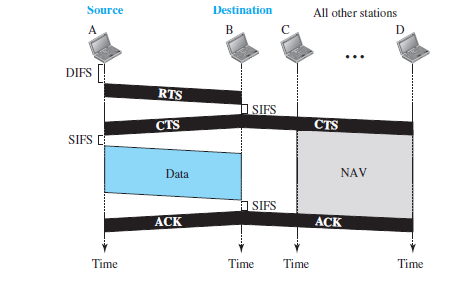 Source Destination All other stations
A B C D
DIFS
RTS
SIFS
CTS CTS
SIFS
Data NAV
SIFS
ACK ACK
Time Time Time Time